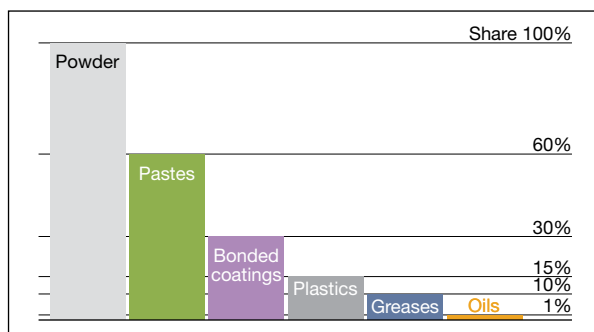 Share 100%
Powder
60%
Pastes
30%
Bonded
coatings
15%
Plastics
10%
Greases
Oils
1%